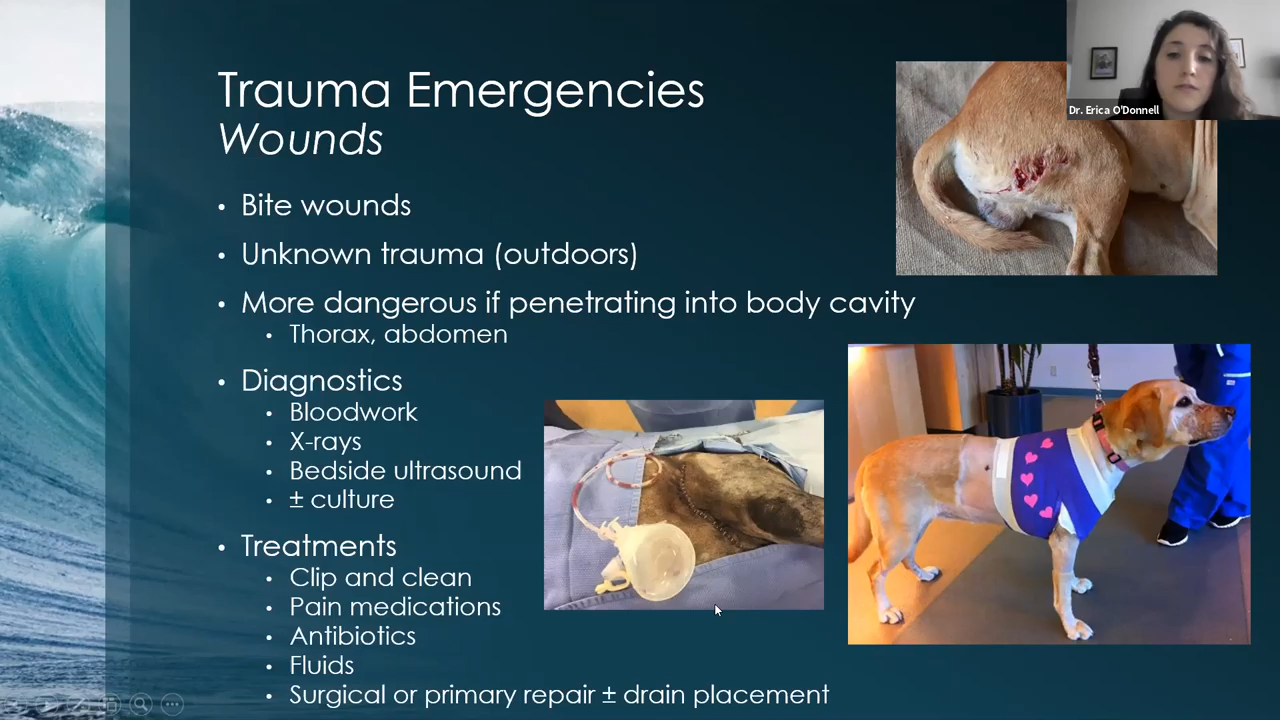 Trauma Emergencies
Wounds
Dr. Erica O'Donnell
• Bite wounds
• Unknown trauma (outdoors)
• More dangerous if penetrating into body cavity
• Thorax, abdomen
• Diagnostics
• Bloodwork
• X-rays
• Bedside ultrasound
• ± culture
• Treatments
• Clip and clean
• Pain medications
• Antibiotics
• Fluids
• Surgical or primary repair ± drain placement